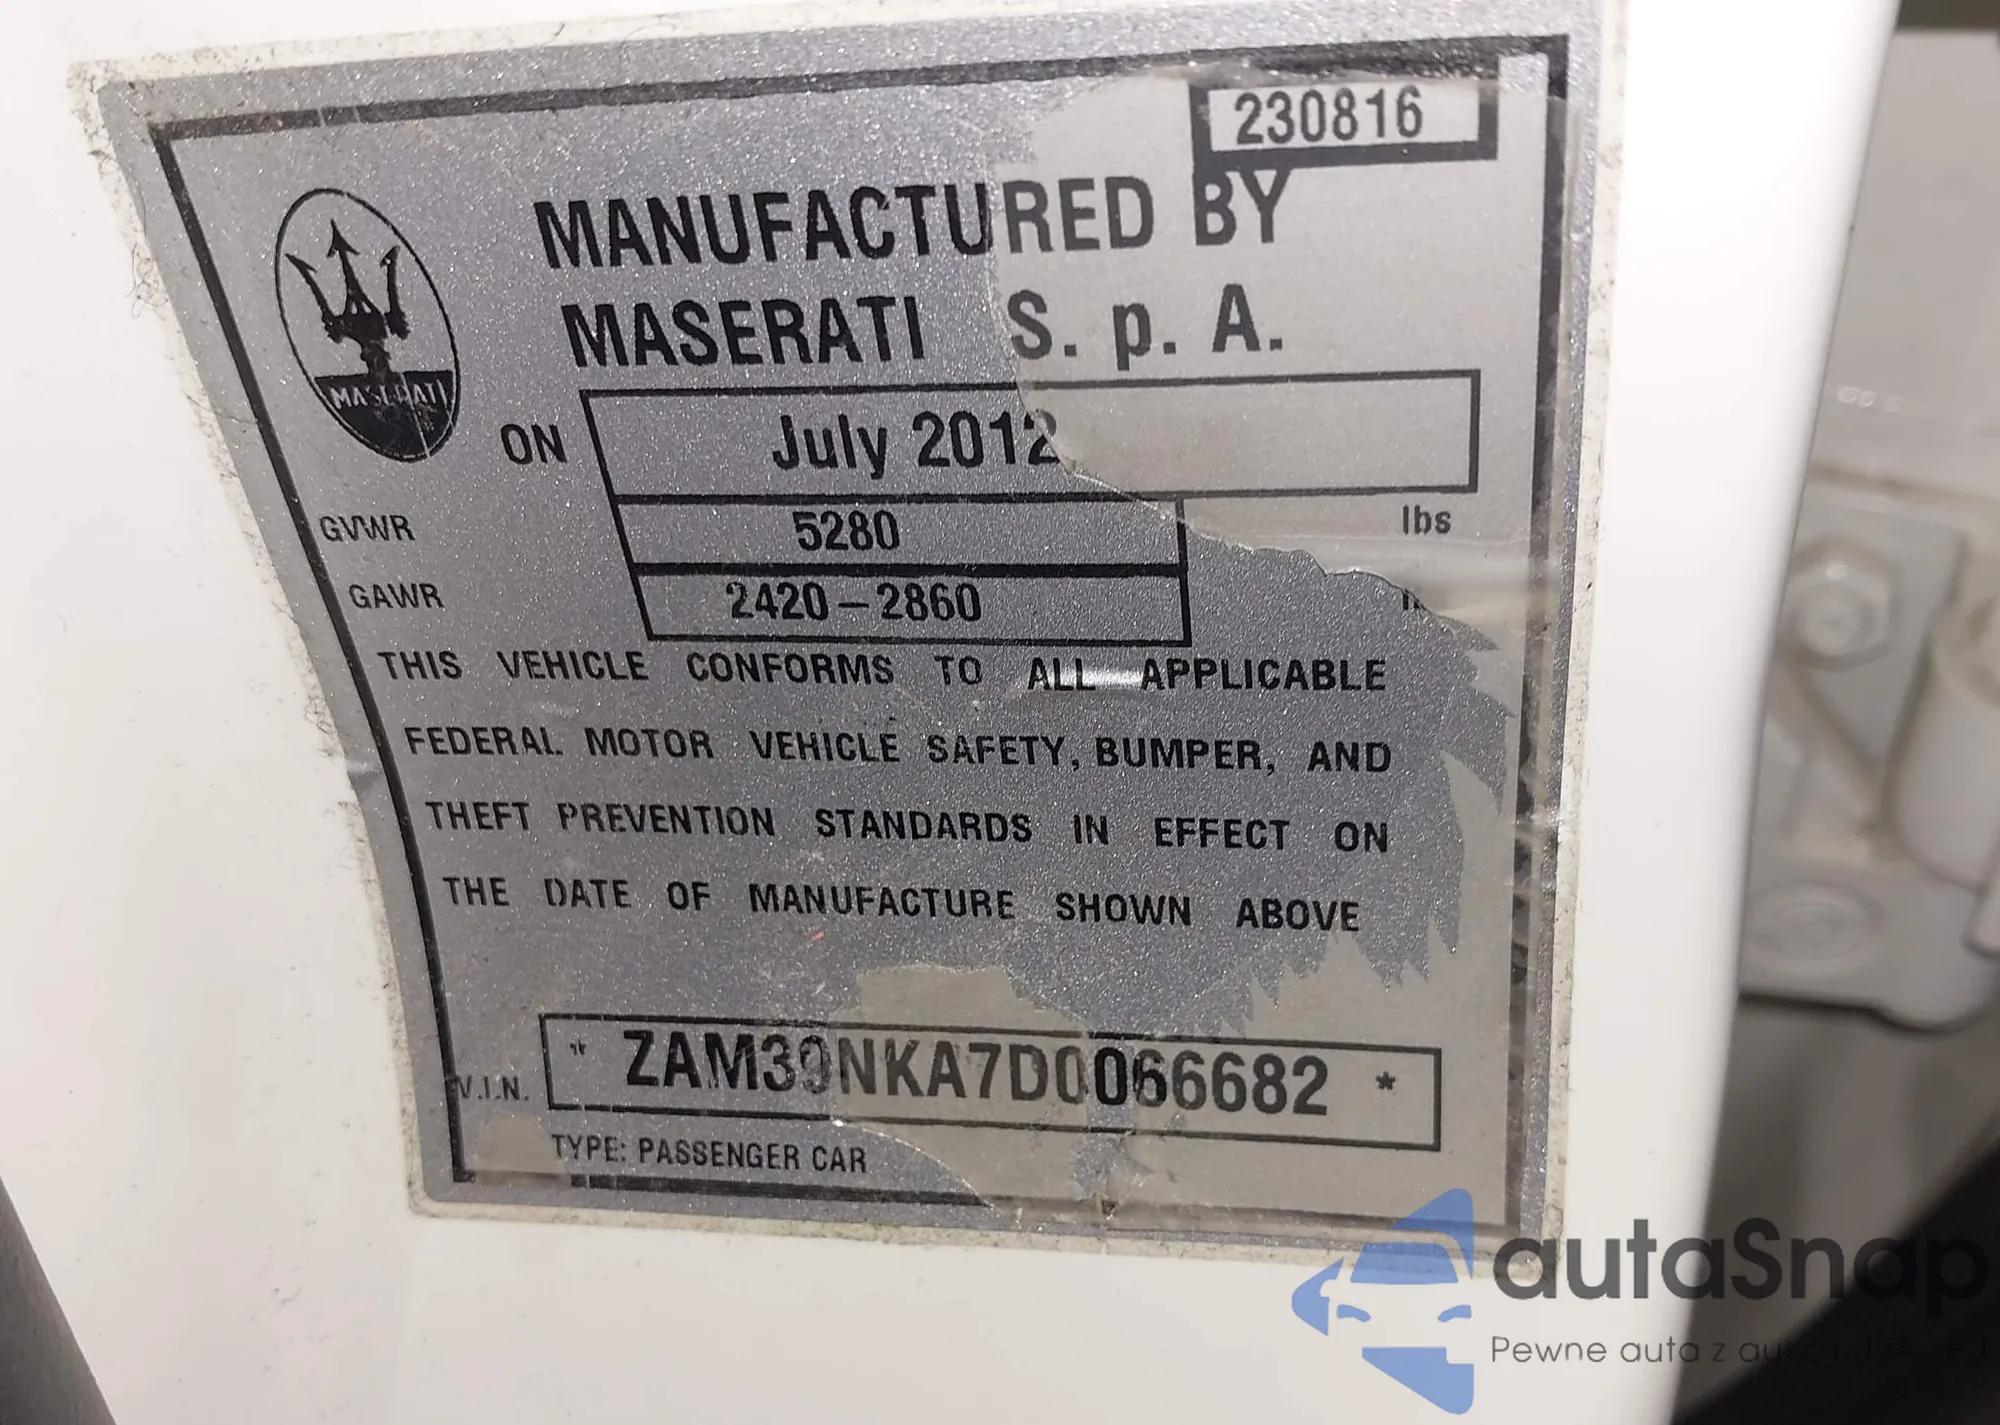 230816
MANUFACTURED BY
MASERATI S. p. A.
MASERATI
ON July 2012
GVWR 5280 lbs
GAWR 2420-2860
THIS VEHICLE CONFORMS TO ALL APPLICABLE
FEDERAL MOTOR VEHICLE SAFETY, BUMPER, AND
THEFT PREVENTION STANDARDS IN EFFECT ON
THE DATE OF MANUFACTURE SHOWN ABOVE
V.I.N. * ZAM39NKA7D0066682 *
TYPE: PASSENGER CAR
autaSnap
Pewne auta z